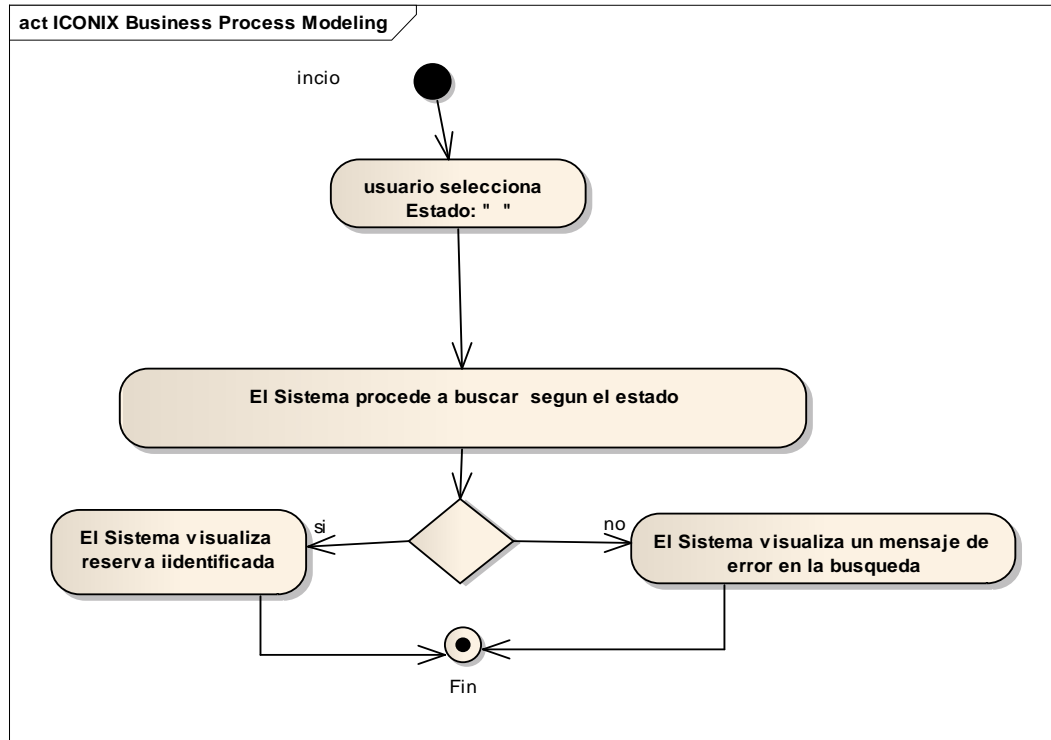 act ICONIX Business Process Modeling
incio
usuario selecciona
Estado: " "
El Sistema procede a buscar segun el estado
si
no
El Sistema visualiza
reserva iidentificada
El Sistema visualiza un mensaje de
error en la busqueda
Fin